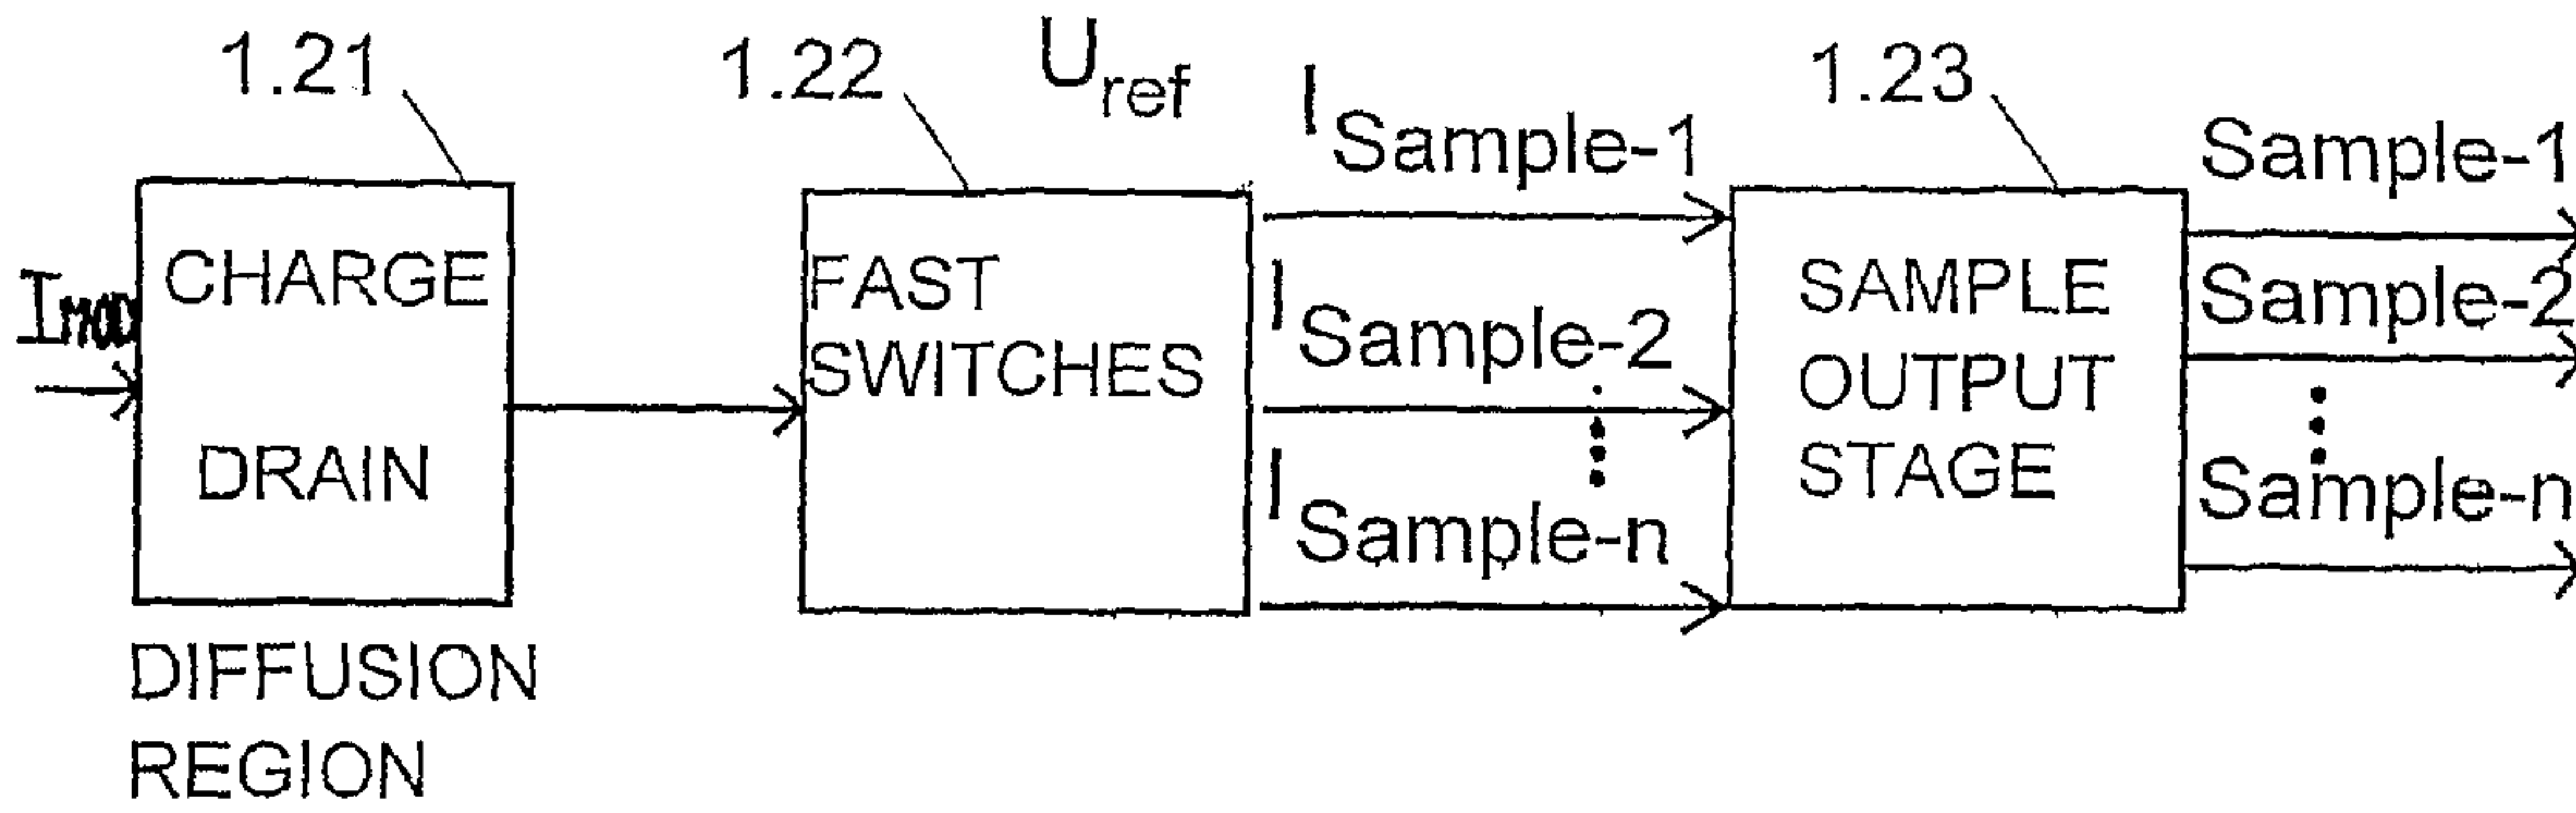 1.21
1.22
U_ref
1.23
I_Sample-1
Sample-1
I_MOD
CHARGE
DRAIN
FAST
SWITCHES
I_Sample-2
I_Sample-n
SAMPLE
OUTPUT
STAGE
Sample-2
Sample-n
DIFFUSION
REGION